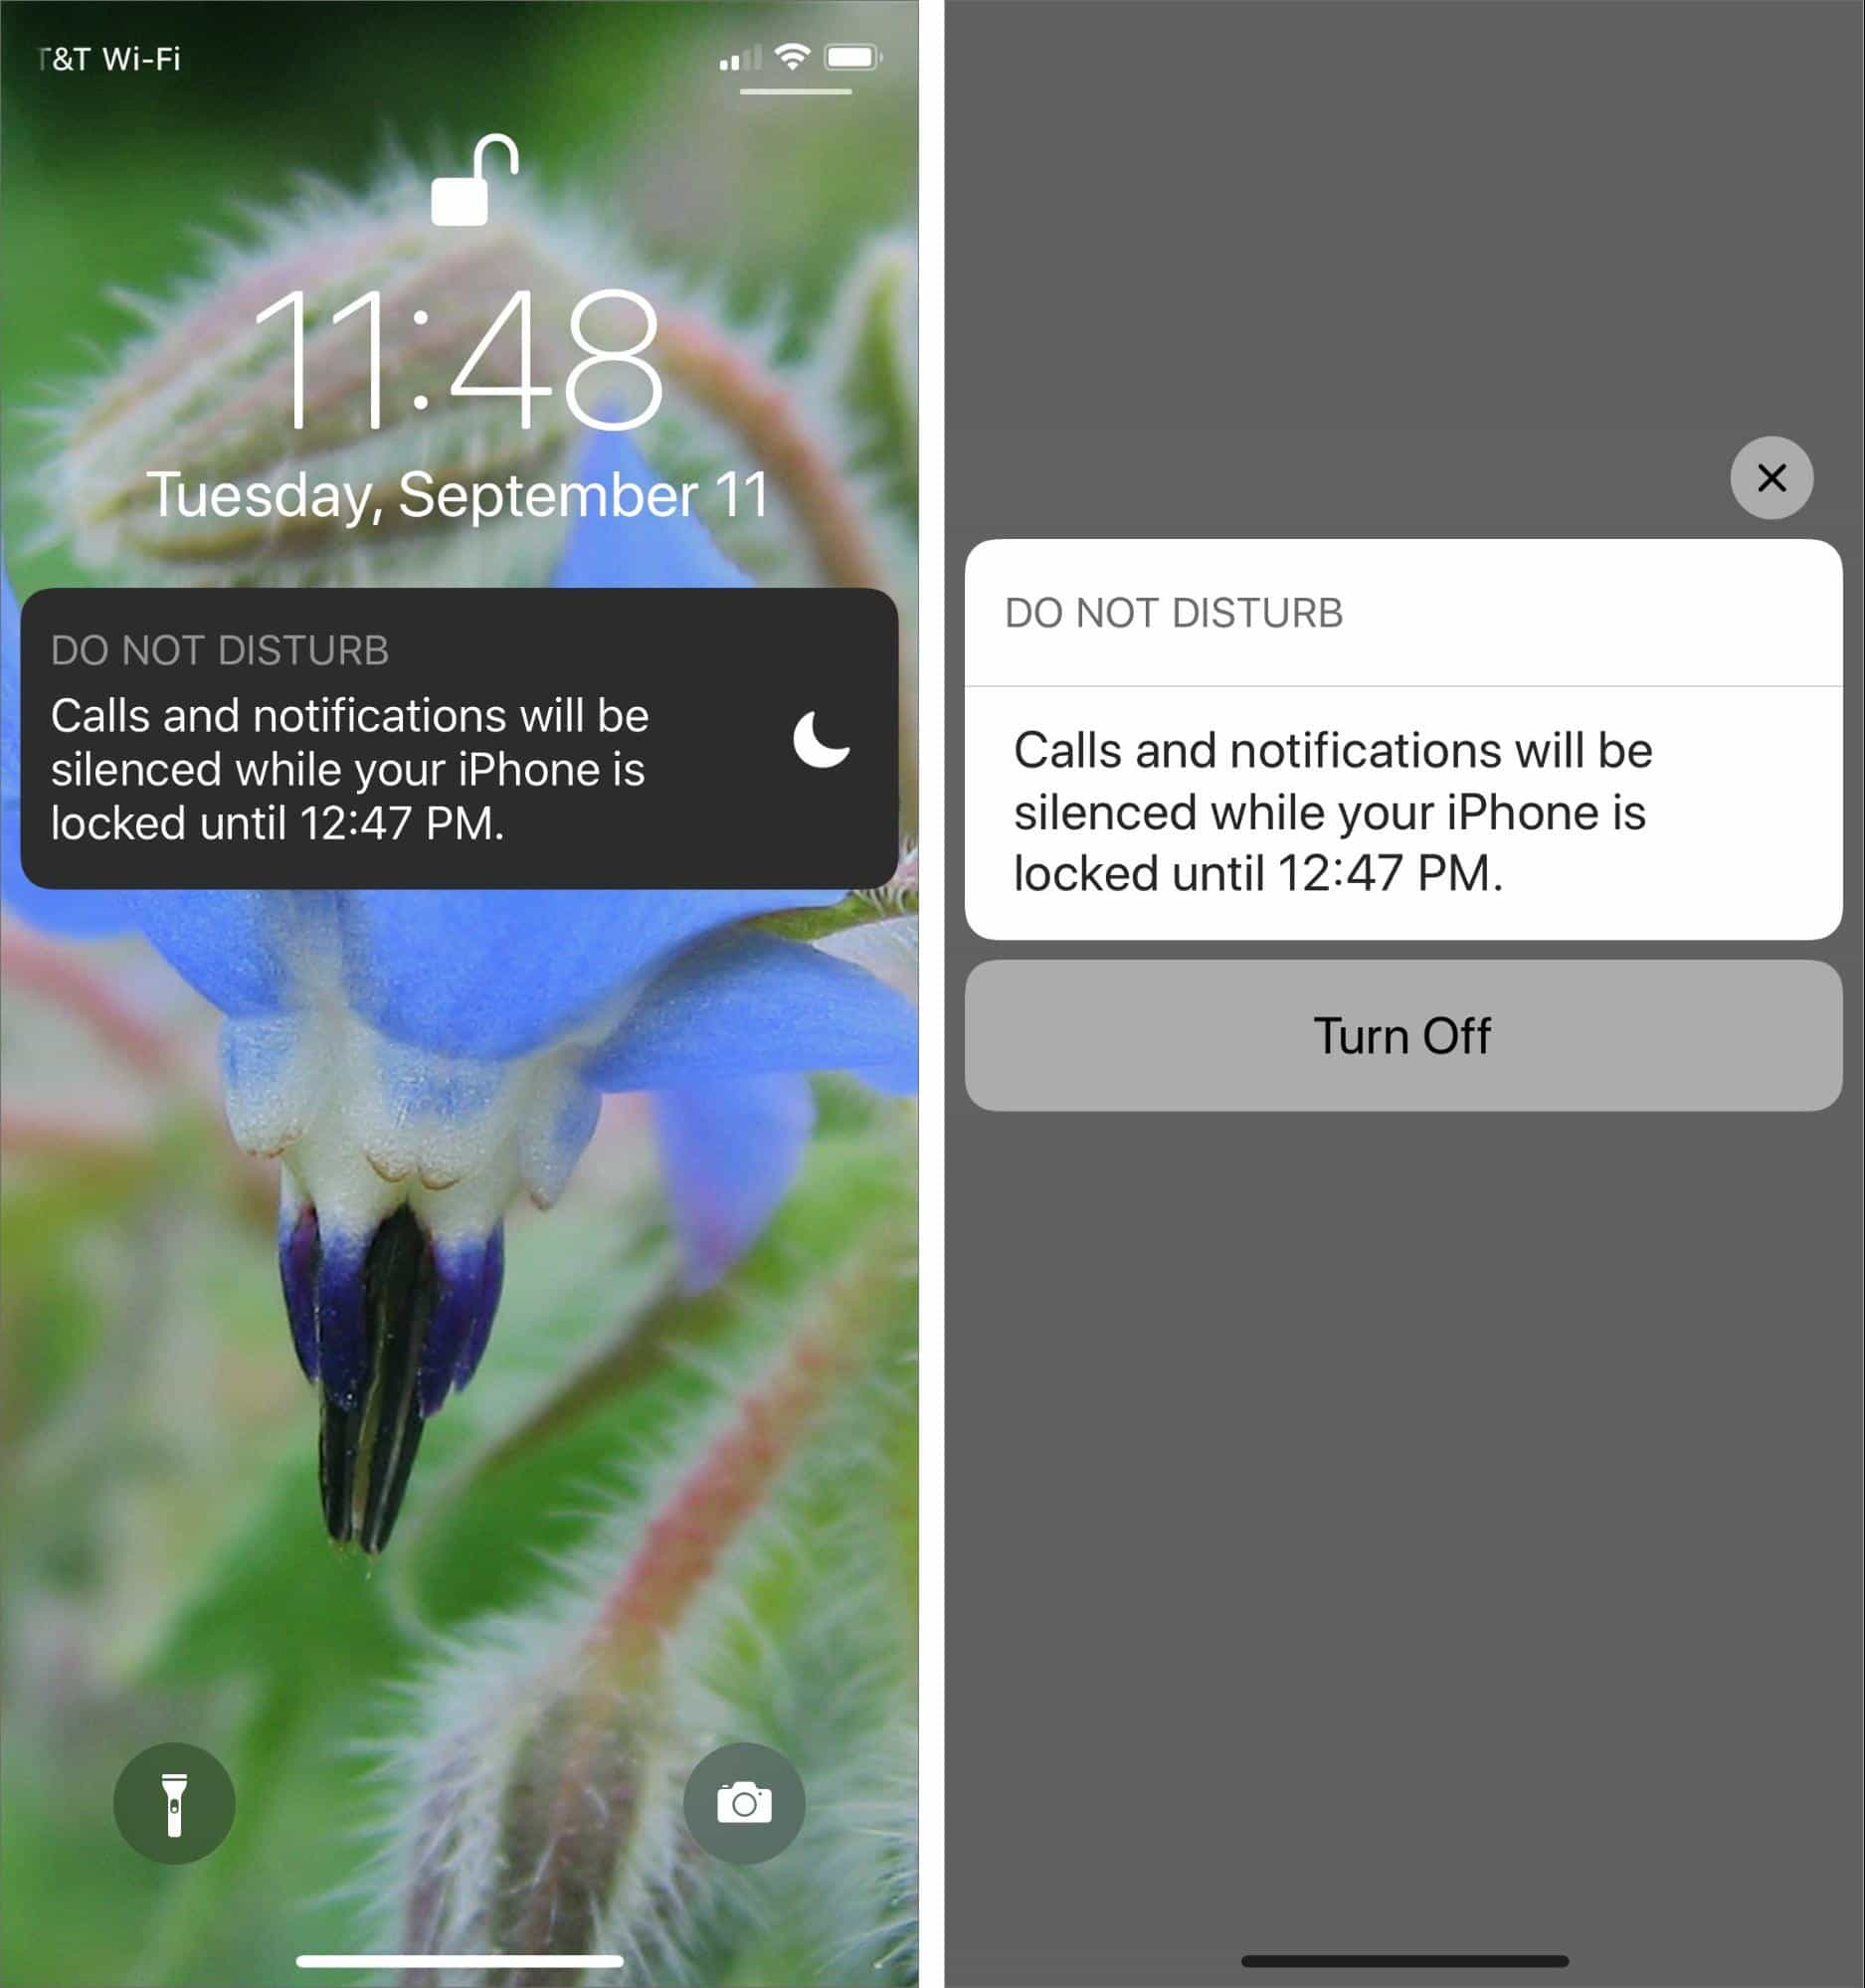 T&T Wi-Fi
11:48
Tuesday, September 11
DO NOT DISTURB
Calls and notifications will be
silenced while your iPhone is
locked until 12:47 PM.
DO NOT DISTURB
Calls and notifications will be
silenced while your iPhone is
locked until 12:47 PM.
Turn Off